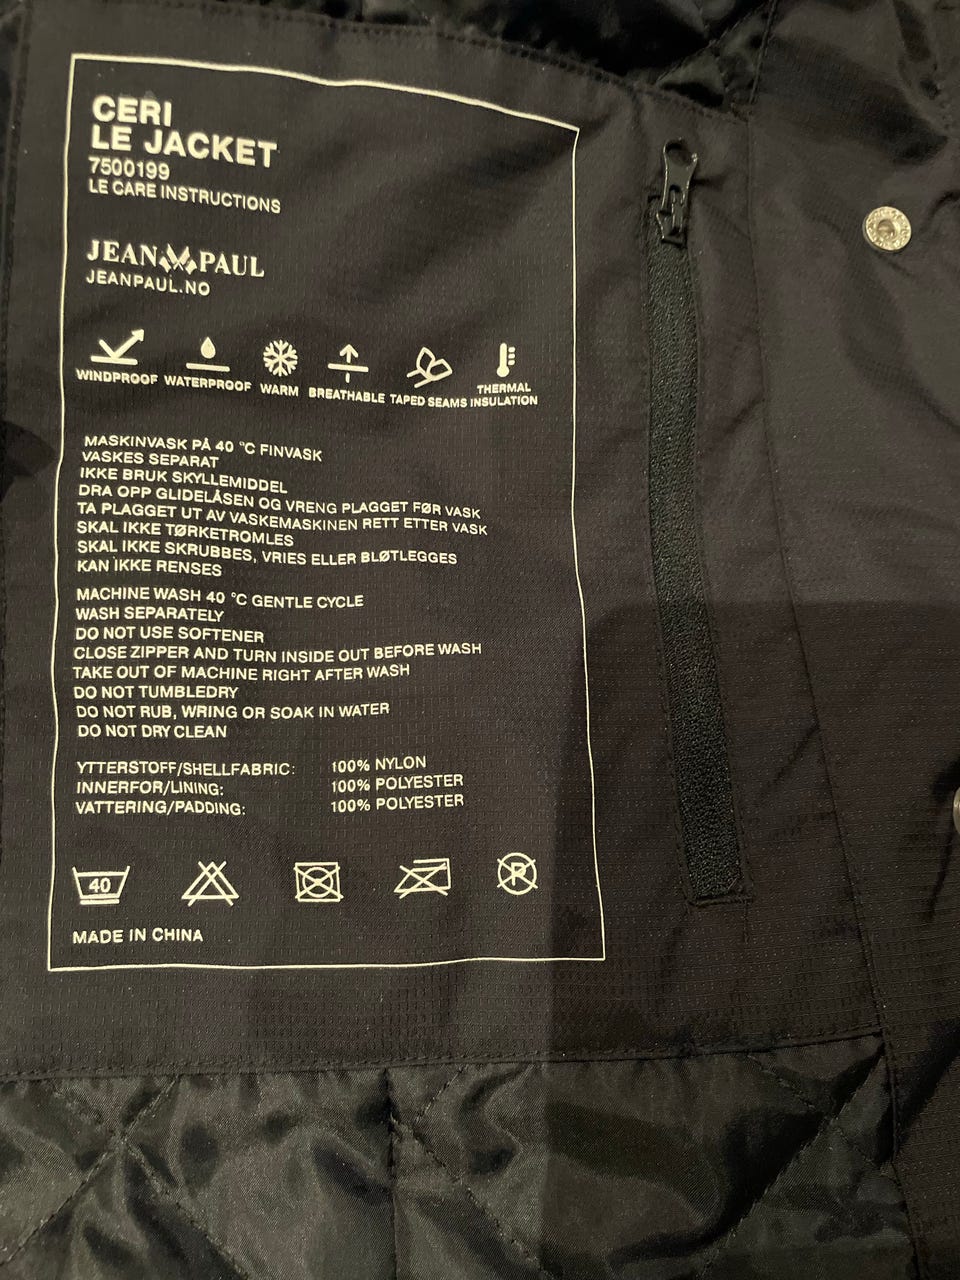 CERI
LE JACKET
7500199
LE CARE INSTRUCTIONS
JEAN PAUL
JEANPAUL.NO
WINDPROOF WATERPROOF WARM BREATHABLE TAPED SEAMS THERMAL INSULATION
MASKINVASK PÅ 40 °C FINVASK
VASKES SEPARAT
IKKE BRUK SKYLLEMIDDEL
DRA OPP GLIDELÅSEN OG VRENG PLAGGET FØR VASK
TA PLAGGET UT AV VASKEMASKINEN RETT ETTER VASK
SKAL IKKE TØRKETROMLES
SKAL IKKE SKRUBBES, VRIES ELLER BLØTLEGGES
KAN IKKE RENSES
MACHINE WASH 40 °C GENTLE CYCLE
WASH SEPARATELY
DO NOT USE SOFTENER
CLOSE ZIPPER AND TURN INSIDE OUT BEFORE WASH
TAKE OUT OF MACHINE RIGHT AFTER WASH
DO NOT TUMBLEDRY
DO NOT RUB, WRING OR SOAK IN WATER
DO NOT DRY CLEAN
YTTERSTOFF/SHELLFABRIC: 100% NYLON
INNERFOR/LINING: 100% POLYESTER
VATTERING/PADDING: 100% POLYESTER
40 P
MADE IN CHINA